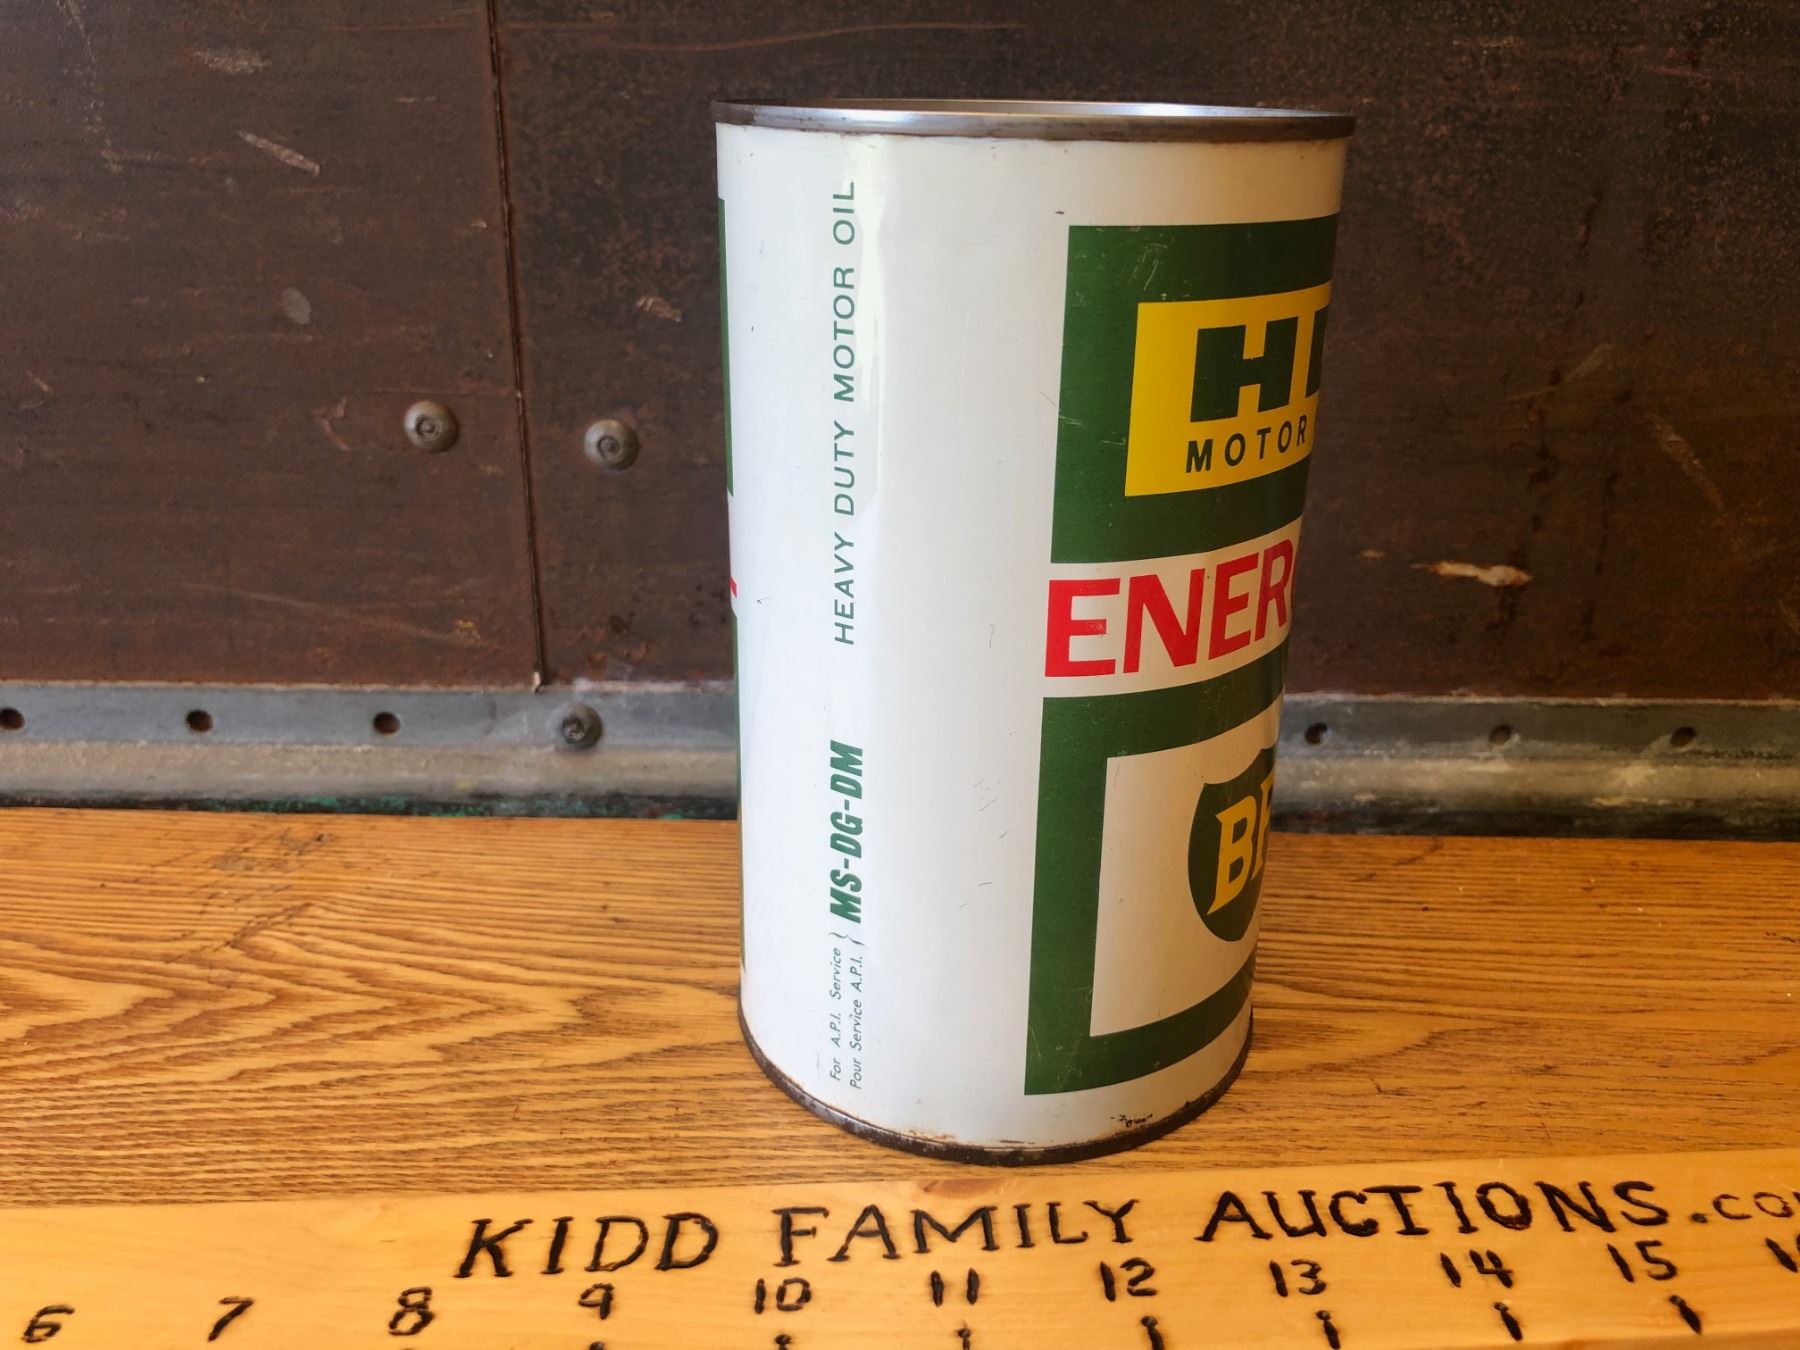 HEAVY DUTY MOTOR OIL
For A.P.I. Service
Pour Service A.P.I.
MS-DG-DM
H
MOTOR
ENER
BP
KIDD FAMILY AUCTIONS.co
6 7 8 9 10 11 12 13 14 15